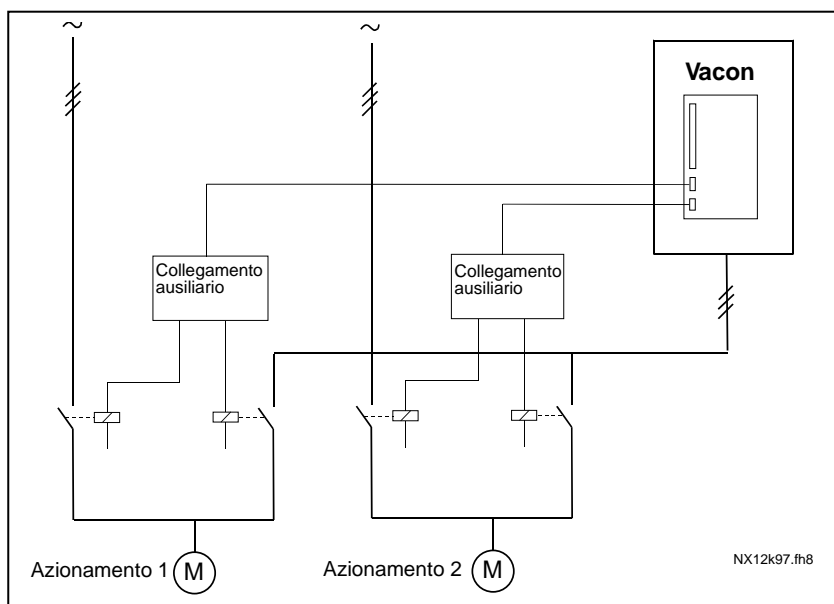 ~
~
Vacon
Collegamento
ausiliario
Collegamento
ausiliario
Azionamento 1
M
Azionamento 2
M
NX12k97.fh8